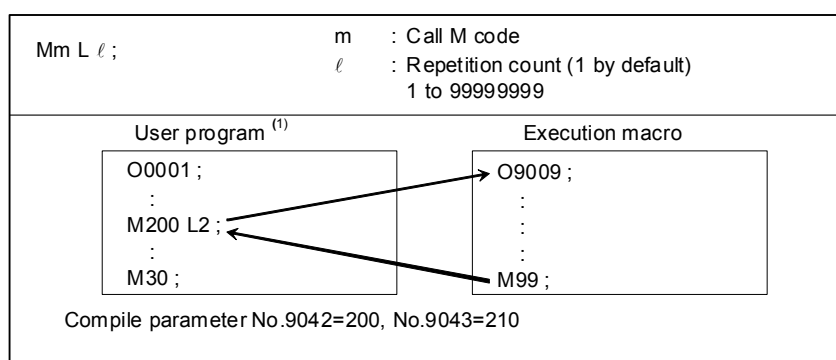 Mm L ℓ ;
m : Call M code
ℓ : Repetition count (1 by default)
1 to 99999999
User program (1)
O0001 ;
:
M200 L2 ;
:
M30 ;
Execution macro
O9009 ;
:
:
:
M99 ;
Compile parameter No.9042=200, No.9043=210